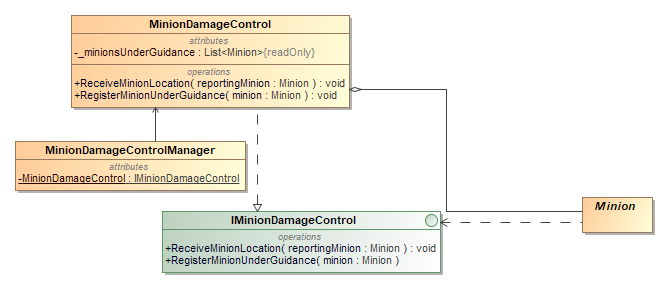 MinionDamageControl
attributes
-_minionsUnderGuidance : List<Minion>{readOnly}
operations
+ReceiveMinionLocation( reportingMinion : Minion ) : void
+RegisterMinionUnderGuidance( minion : Minion ) : void
MinionDamageControlManager
attributes
-MinionDamageControl : IMinionDamageControl
Minion
IMinionDamageControl
operations
+ReceiveMinionLocation( reportingMinion : Minion ) : void
+RegisterMinionUnderGuidance( minion : Minion )